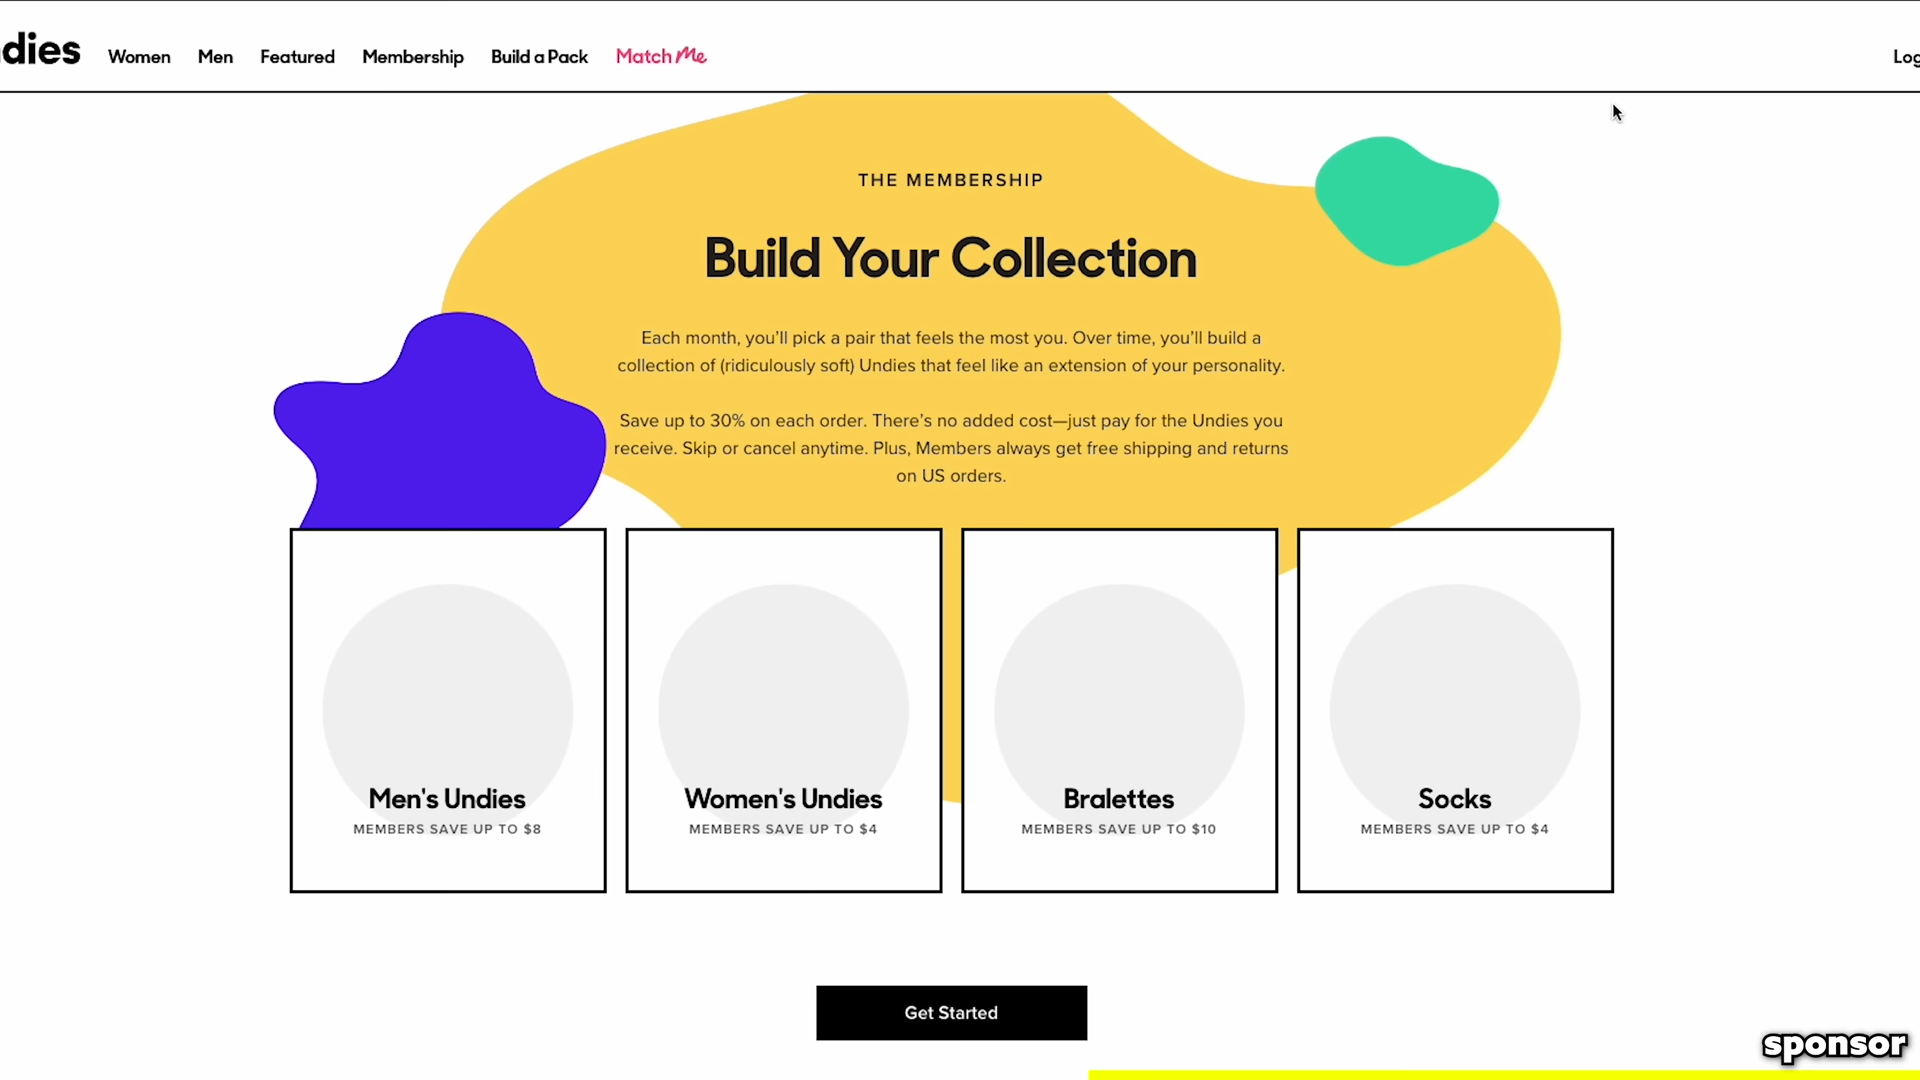 dies
Women Men Featured Membership Build a Pack Match Me
Log
THE MEMBERSHIP
Build Your Collection
Each month, you'll pick a pair that feels the most you. Over time, you'll build a
collection of (ridiculously soft) Undies that feel like an extension of your personality.
Save up to 30% on each order. There's no added cost—just pay for the Undies you
receive. Skip or cancel anytime. Plus, Members always get free shipping and returns
on US orders.
Men's Undies
MEMBERS SAVE UP TO $8
Women's Undies
MEMBERS SAVE UP TO $4
Bralettes
MEMBERS SAVE UP TO $10
Socks
MEMBERS SAVE UP TO $4
Get Started
sponsor